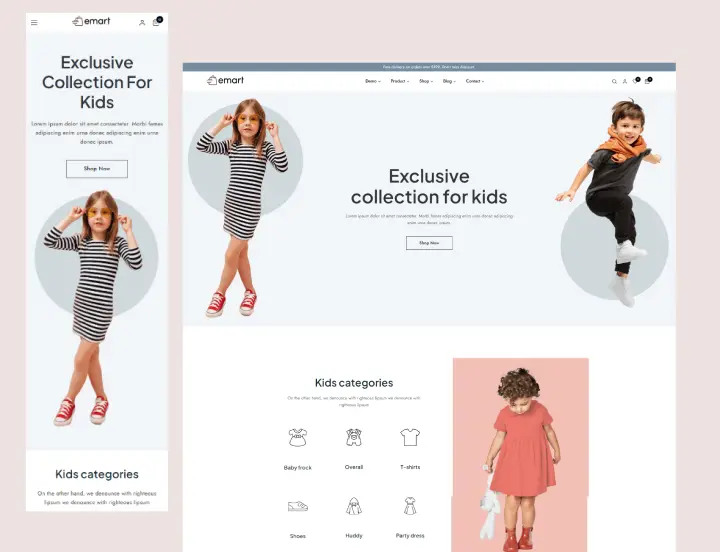 emart
0
Exclusive
Collection For
Kids
Lorem ipsum dolor sit amet consectetur. Morbi fames
adipiscing enim urna donec adipiscing enim urna
donec ipsum.
Shop Now
Kids categories
On the other hand, we denounce with righteous
lipsum we denounce with righteous lipsum
Free delivery on orders over
emart
Demo
Product
Shop
Blog
Contact
0
0
Exclusive
collection for kids
Lorem ipsum dolor sit amet consectetur. Morbi fames adipiscing enim urna donec adipiscing
enim urna donec ipsum.
Shop Now
Kids categories
On the other hand, we denounce with righteous lipsum we denounce with
righteous lipsum
Baby frock
Overall
T-shirts
Shoes
Huddy
Party dress